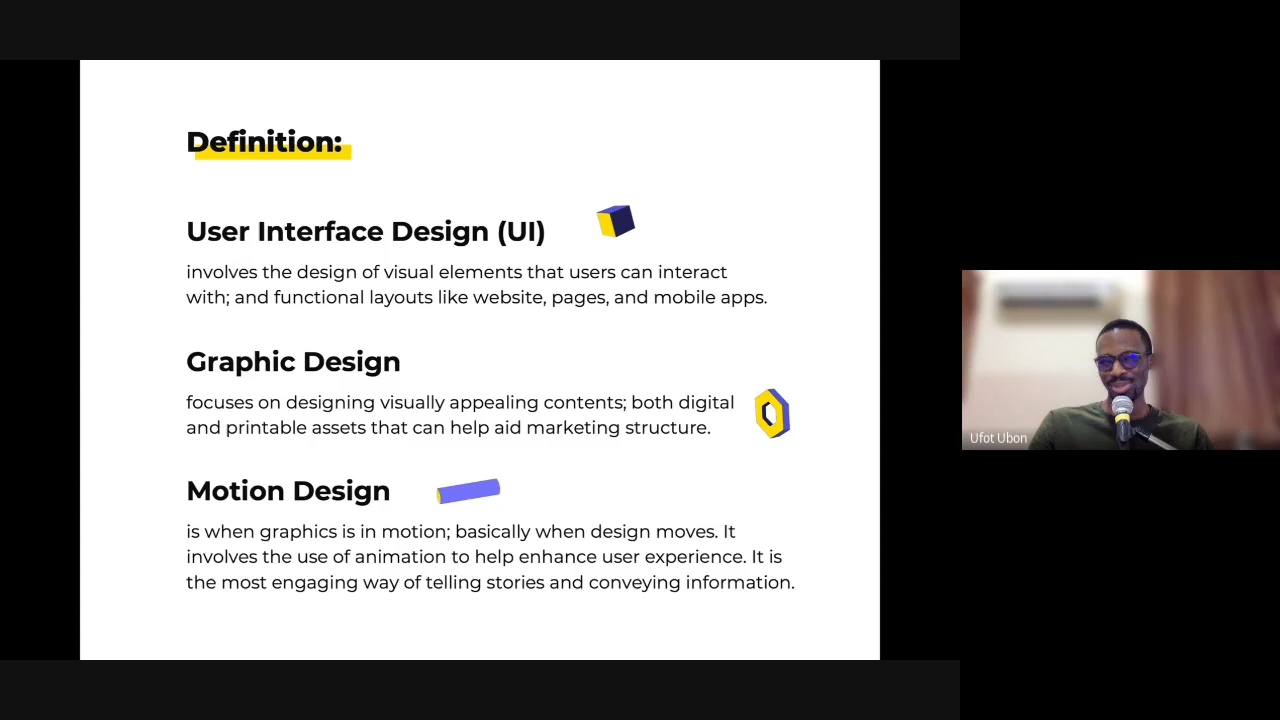 Definition:
User Interface Design (UI)
involves the design of visual elements that users can interact
with; and functional layouts like website, pages, and mobile apps.
Graphic Design
focuses on designing visually appealing contents; both digital
and printable assets that can help aid marketing structure.
Motion Design
is when graphics is in motion; basically when design moves. It
involves the use of animation to help enhance user experience. It is
the most engaging way of telling stories and conveying information.
Ufot Ubon